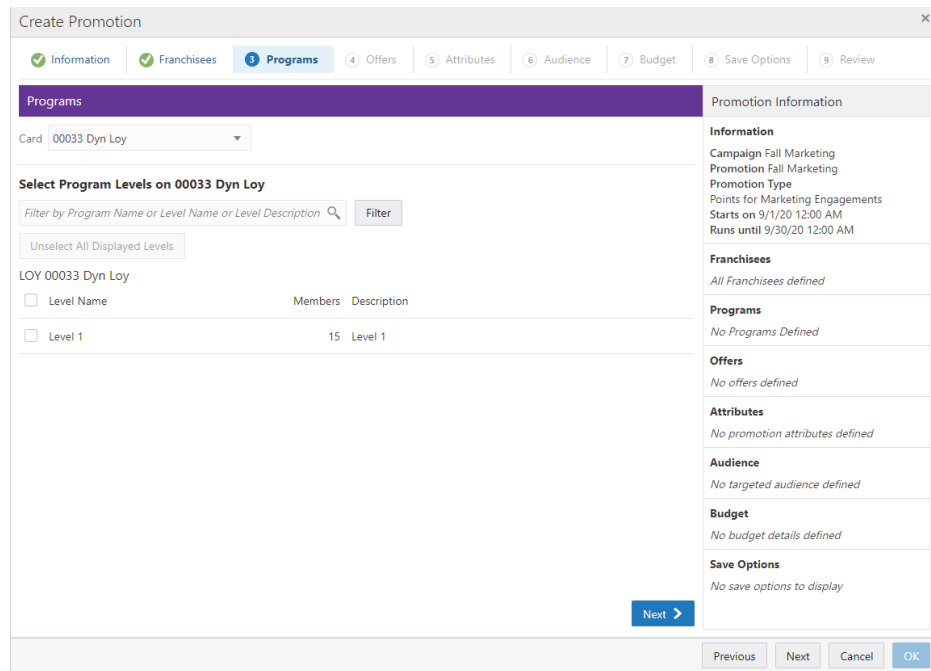 Create Promotion
×
Information
Franchisees
3 Programs
4 Offers
5 Attributes
6 Audience
7 Budget
8 Save Options
9 Review
Programs
Card 00033 Dyn Loy
Select Program Levels on 00033 Dyn Loy
Filter by Program Name or Level Name or Level Description
Filter
Unselect All Displayed Levels
LOY 00033 Dyn Loy
Level Name Members Description
Level 1 15 Level 1
Next
Promotion Information
Information
Campaign Fall Marketing
Promotion Fall Marketing
Promotion Type
Points for Marketing Engagements
Starts on 9/1/20 12:00 AM
Runs until 9/30/20 12:00 AM
Franchisees
All Franchisees defined
Programs
No Programs Defined
Offers
No offers defined
Attributes
No promotion attributes defined
Audience
No targeted audience defined
Budget
No budget details defined
Save Options
No save options to display
Previous
Next
Cancel
OK